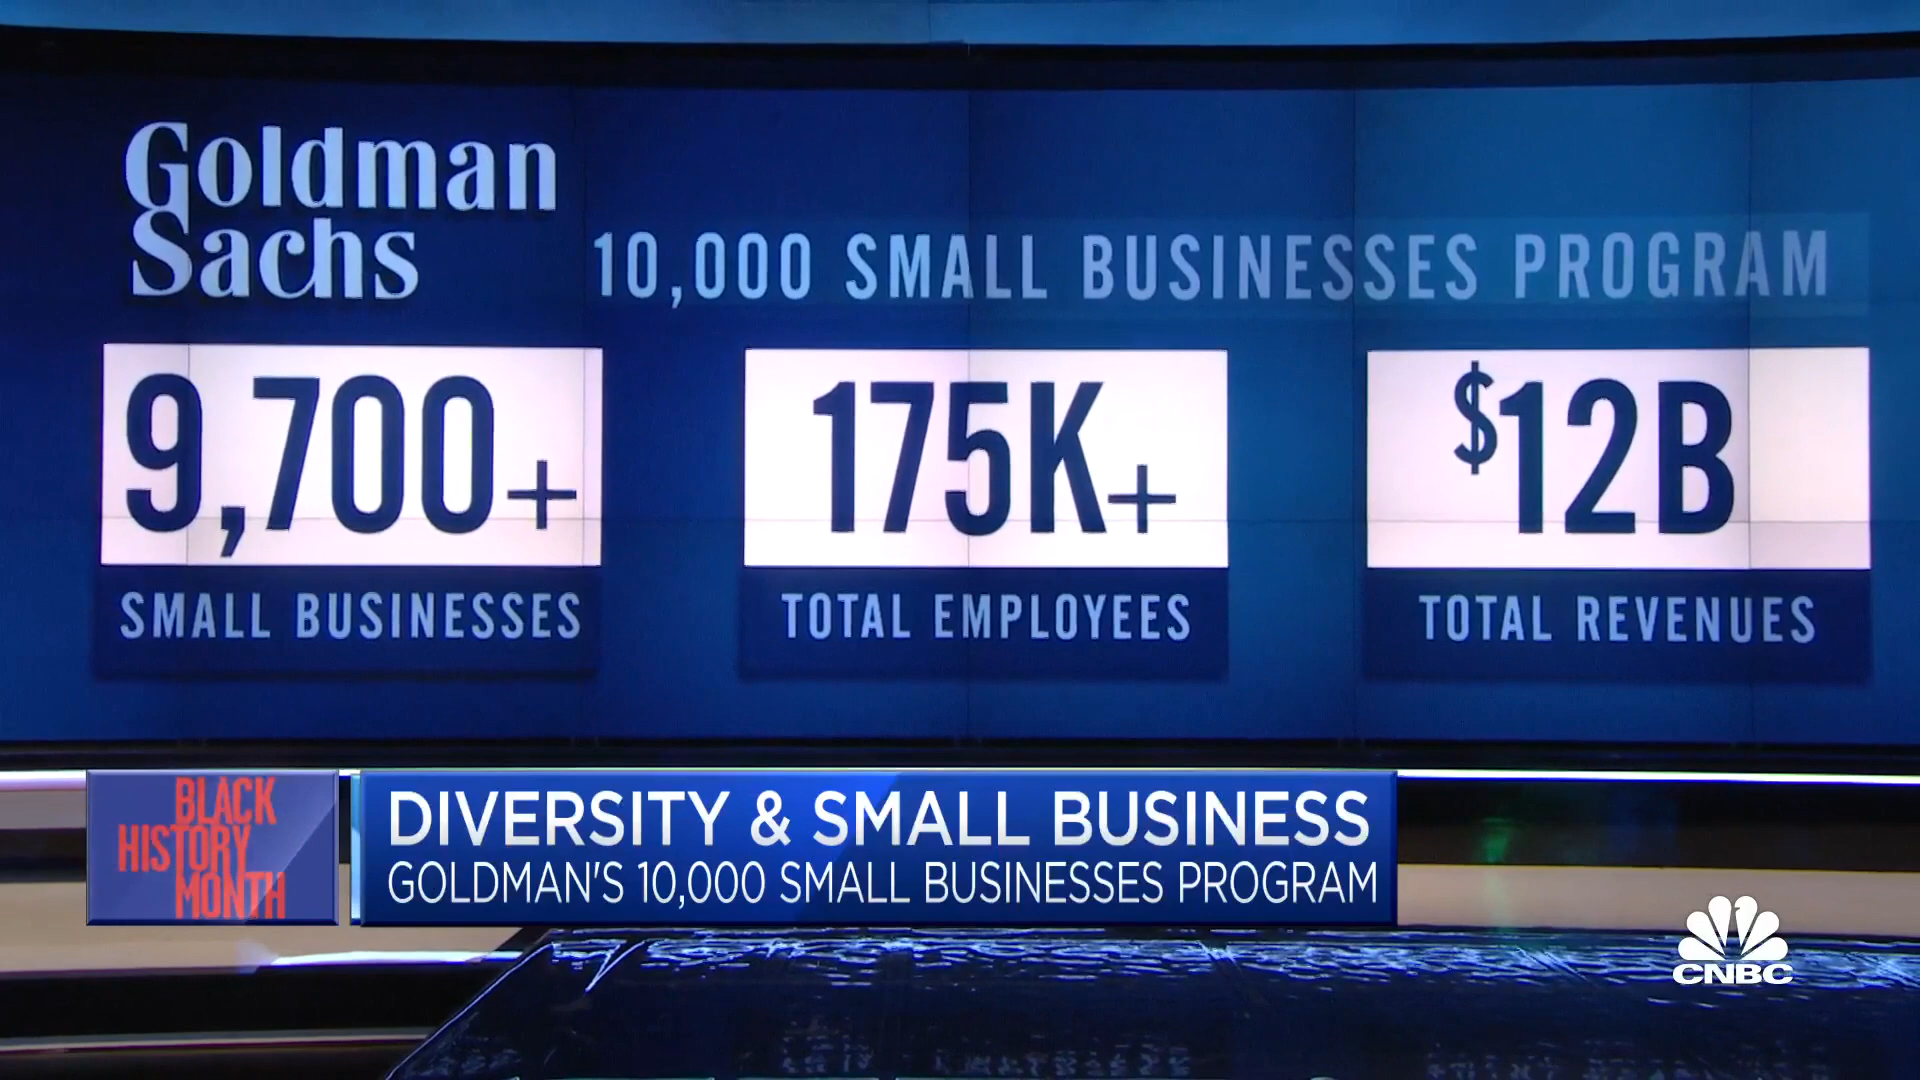 Goldman
Sachs
10,000 SMALL BUSINESSES PROGRAM
9,700+
175K+
$12B
SMALL BUSINESSES
TOTAL EMPLOYEES
TOTAL REVENUES
BLACK
HISTORY
MONTH
DIVERSITY & SMALL BUSINESS
GOLDMAN'S 10,000 SMALL BUSINESSES PROGRAM
CNBC